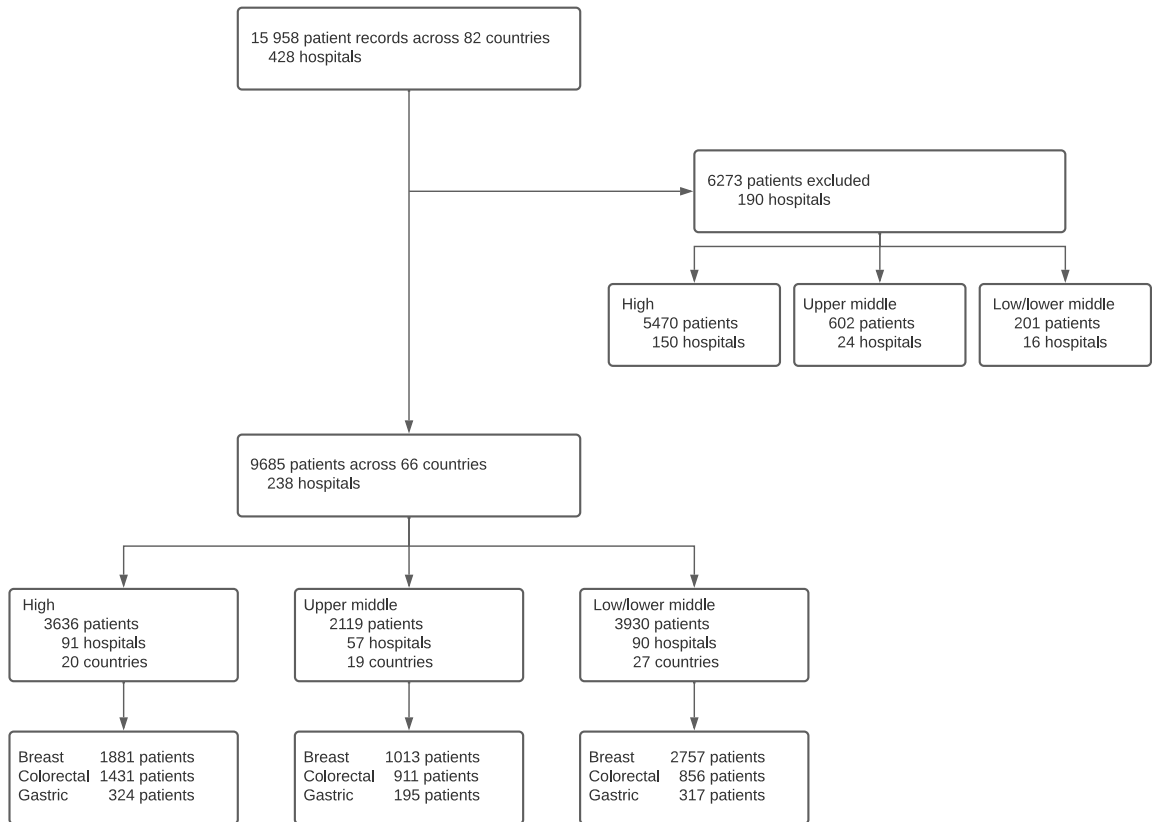 15 958 patient records across 82 countries
428 hospitals
6273 patients excluded
190 hospitals
High
5470 patients
150 hospitals
Upper middle
602 patients
24 hospitals
Low/lower middle
201 patients
16 hospitals
9685 patients across 66 countries
238 hospitals
High
3636 patients
91 hospitals
20 countries
Upper middle
2119 patients
57 hospitals
19 countries
Low/lower middle
3930 patients
90 hospitals
27 countries
Breast 1881 patients
Colorectal 1431 patients
Gastric 324 patients
Breast 1013 patients
Colorectal 911 patients
Gastric 195 patients
Breast 2757 patients
Colorectal 856 patients
Gastric 317 patients